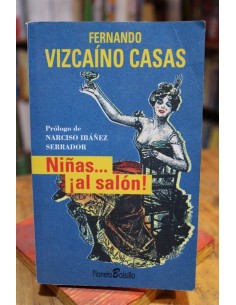 FERNANDO
VIZCAÍNO CASAS
Prólogo de
NARCISO IBÁÑEZ
SERRADOR
Niñas...
¡al salón!
Planeta Bolsillo